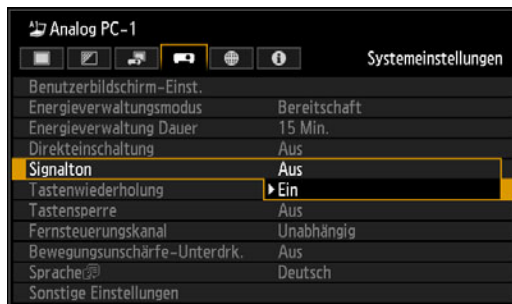 Analog PC-1
Systemeinstellungen
Benutzerbildschirm-Einst.
Energieverwaltungsmodus Bereitschaft
Energieverwaltung Dauer 15 Min.
Direkteinschaltung Aus
Signalton Aus
Tastenwiederholung Ein
Tastensperre Aus
Fernsteuerungskanal Unabhängig
Bewegungsunschärfe-Unterdrk. Aus
Sprache Deutsch
Sonstige Einstellungen